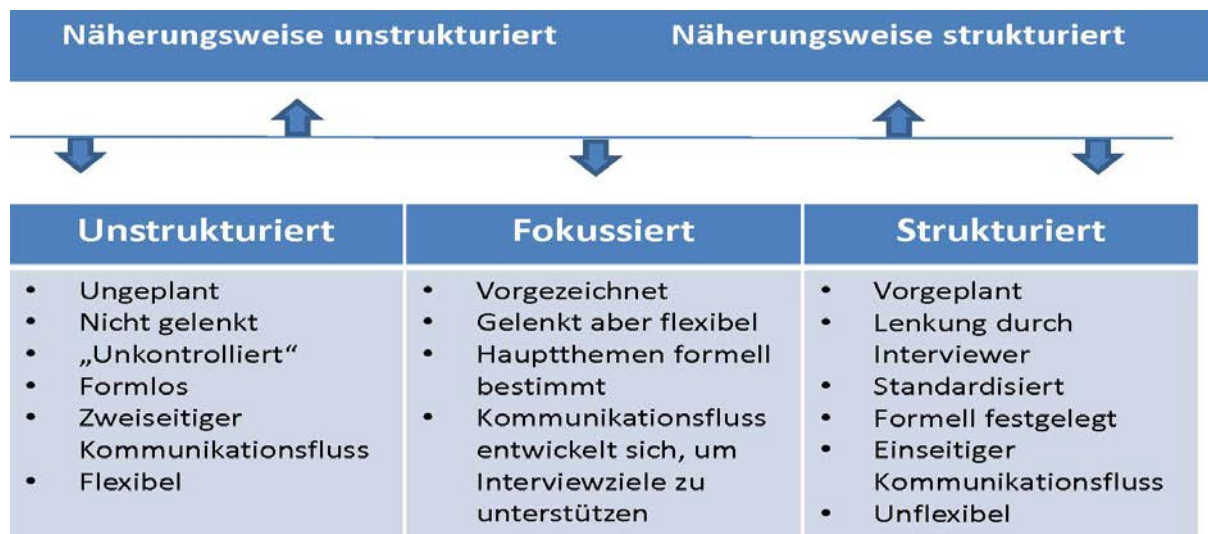 Näherungsweise unstrukturiert
Näherungsweise strukturiert
Unstrukturiert
• Ungeplant
• Nicht gelenkt
• „Unkontrolliert“
• Formlos
• Zweiseitiger
Kommunikationsfluss
• Flexibel
Fokussiert
• Vorgezeichnet
• Gelenkt aber flexibel
• Hauptthemen formell
bestimmt
• Kommunikationsfluss
entwickelt sich, um
Interviewziele zu
unterstützen
Strukturiert
• Vorgeplant
• Lenkung durch
Interviewer
• Standardisiert
• Formell festgelegt
• Einseitiger
Kommunikationsfluss
• Unflexibel